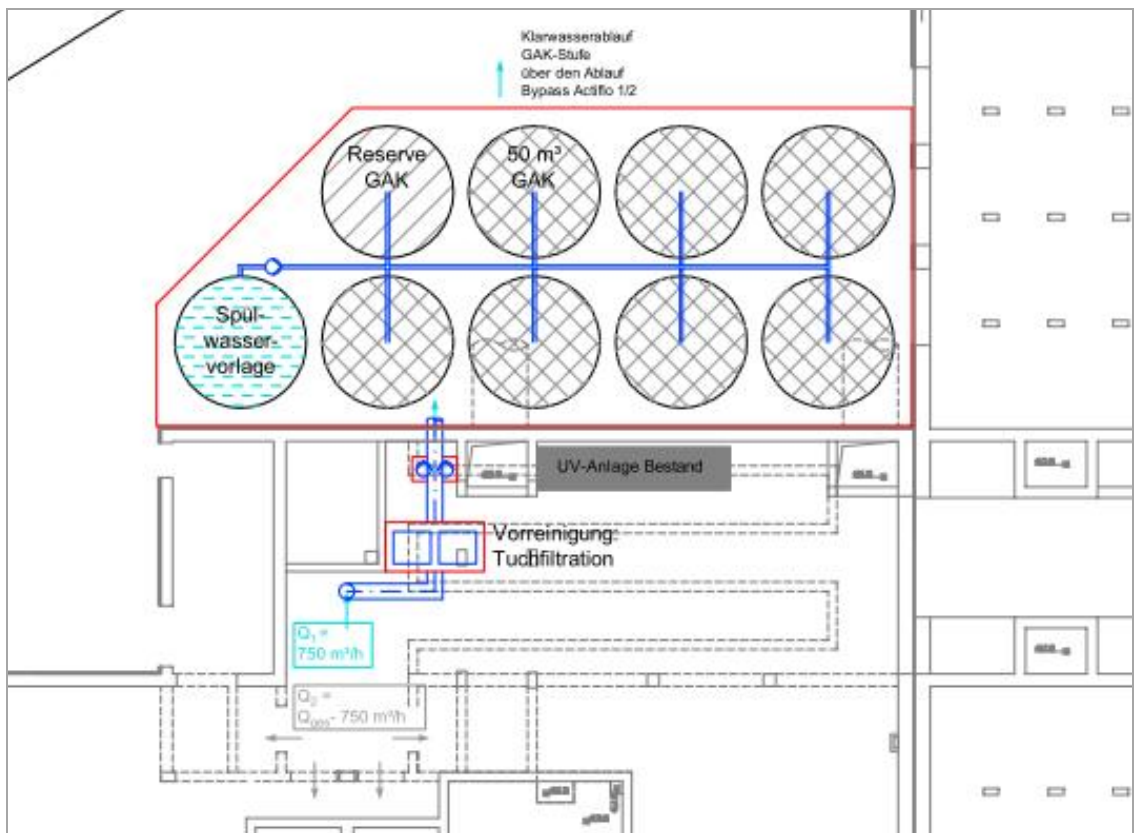 Klarwasserablauf
GAK-Stufe
über den Ablauf
Bypass Actiflo 1/2
Reserve
GAK
50 m³
GAK
Spül-
wasser-
vorlage
UV-Anlage Bestand
Vorreinigung:
Tuchfiltration
Q₁ =
750 m³/h
Q₂ =
Qges- 750 m³/h